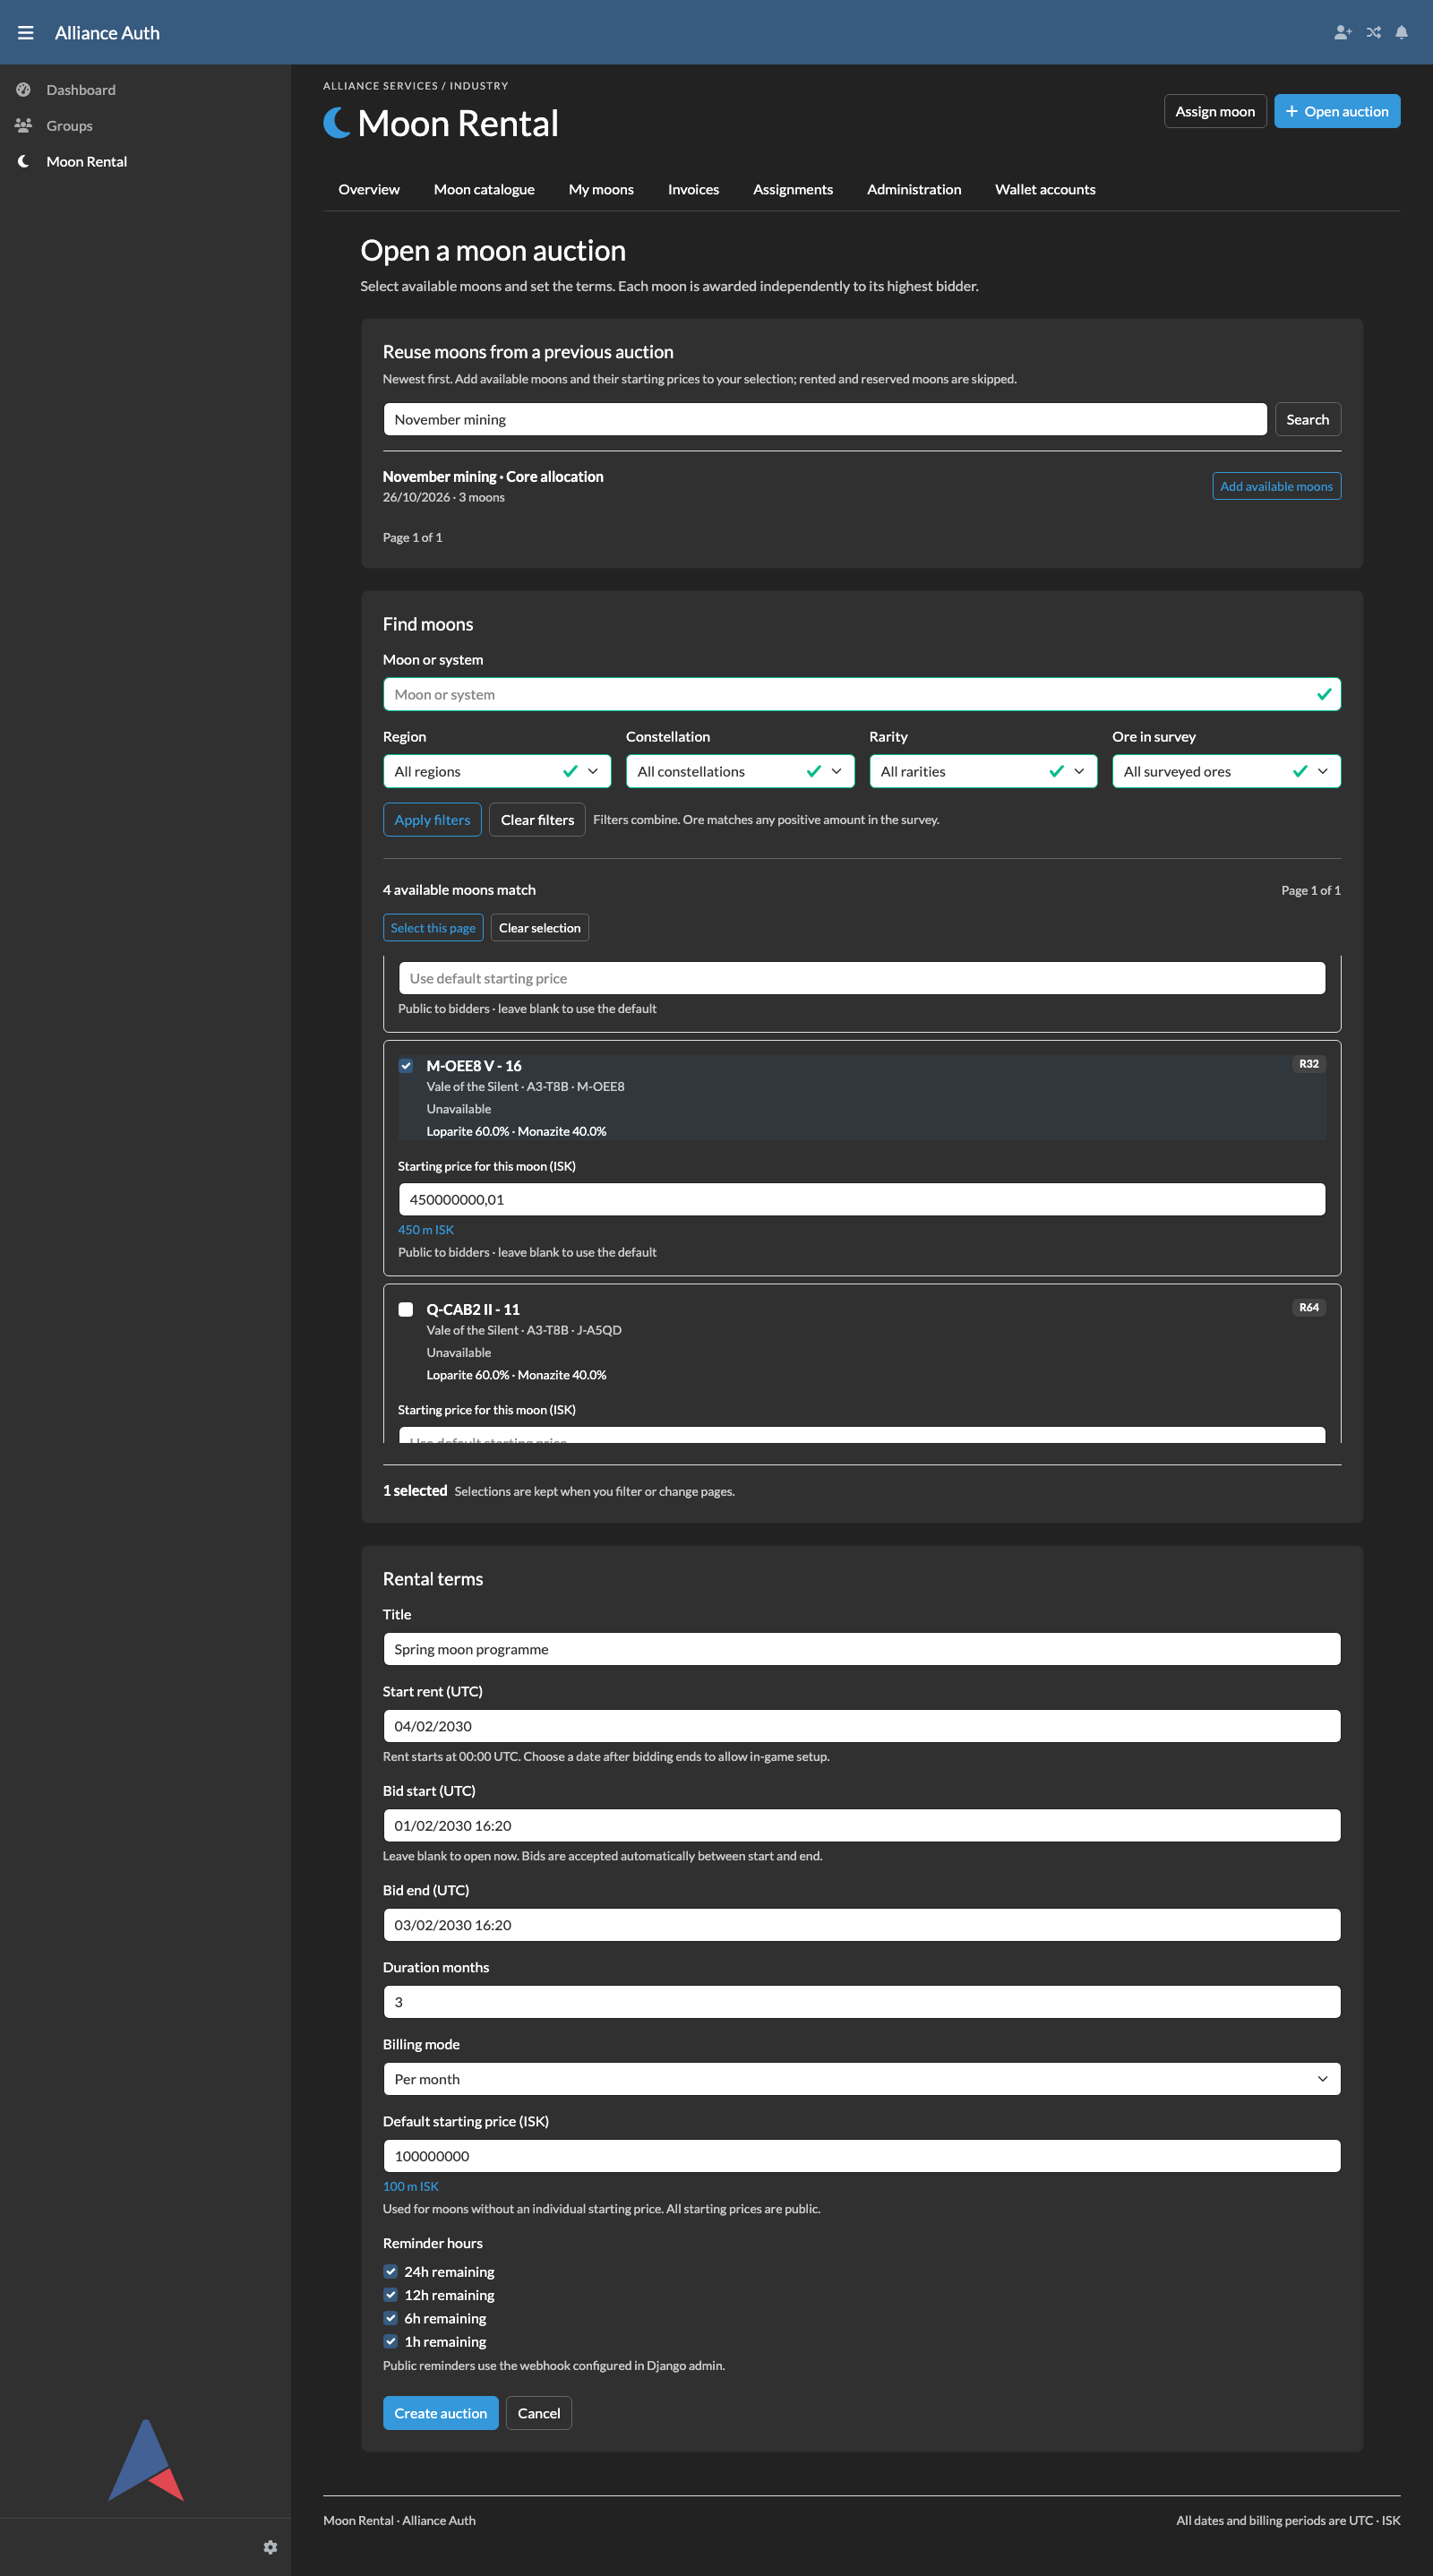 Alliance Auth
Dashboard
Groups
Moon Rental
ALLIANCE SERVICES / INDUSTRY
Moon Rental
Assign moon
Open auction
Overview
Moon catalogue
My moons
Invoices
Assignments
Administration
Wallet accounts
Open a moon auction
Select available moons and set the terms. Each moon is awarded independently to its highest bidder.
Reuse moons from a previous auction
Newest first. Add available moons and their starting prices to your selection; rented and reserved moons are skipped.
November mining
Search
November mining · Core allocation
26/10/2026 · 3 moons
Add available moons
Page 1 of 1
Find moons
Moon or system
Moon or system
Region
Constellation
Rarity
Ore in survey
All regions
All constellations
All rarities
All surveyed ores
Apply filters
Clear filters
Filters combine. Ore matches any positive amount in the survey.
4 available moons match
Page 1 of 1
Select this page
Clear selection
Use default starting price
Public to bidders · leave blank to use the default
M-OEE8 V - 16
R32
Vale of the Silent · A3-T8B · M-OEE8
Unavailable
Loparite 60.0% · Monazite 40.0%
Starting price for this moon (ISK)
450000000,01
450 m ISK
Public to bidders · leave blank to use the default
Q-CAB2 II - 11
R64
Vale of the Silent · A3-T8B · J-A5QD
Unavailable
Loparite 60.0% · Monazite 40.0%
Starting price for this moon (ISK)
Use default starting price
1 selected
Selections are kept when you filter or change pages.
Rental terms
Title
Spring moon programme
Start rent (UTC)
04/02/2030
Rent starts at 00:00 UTC. Choose a date after bidding ends to allow in-game setup.
Bid start (UTC)
01/02/2030 16:20
Leave blank to open now. Bids are accepted automatically between start and end.
Bid end (UTC)
03/02/2030 16:20
Duration months
3
Billing mode
Per month
Default starting price (ISK)
100000000
100 m ISK
Used for moons without an individual starting price. All starting prices are public.
Reminder hours
24h remaining
12h remaining
6h remaining
1h remaining
Public reminders use the webhook configured in Django admin.
Create auction
Cancel
Moon Rental · Alliance Auth
All dates and billing periods are UTC · ISK